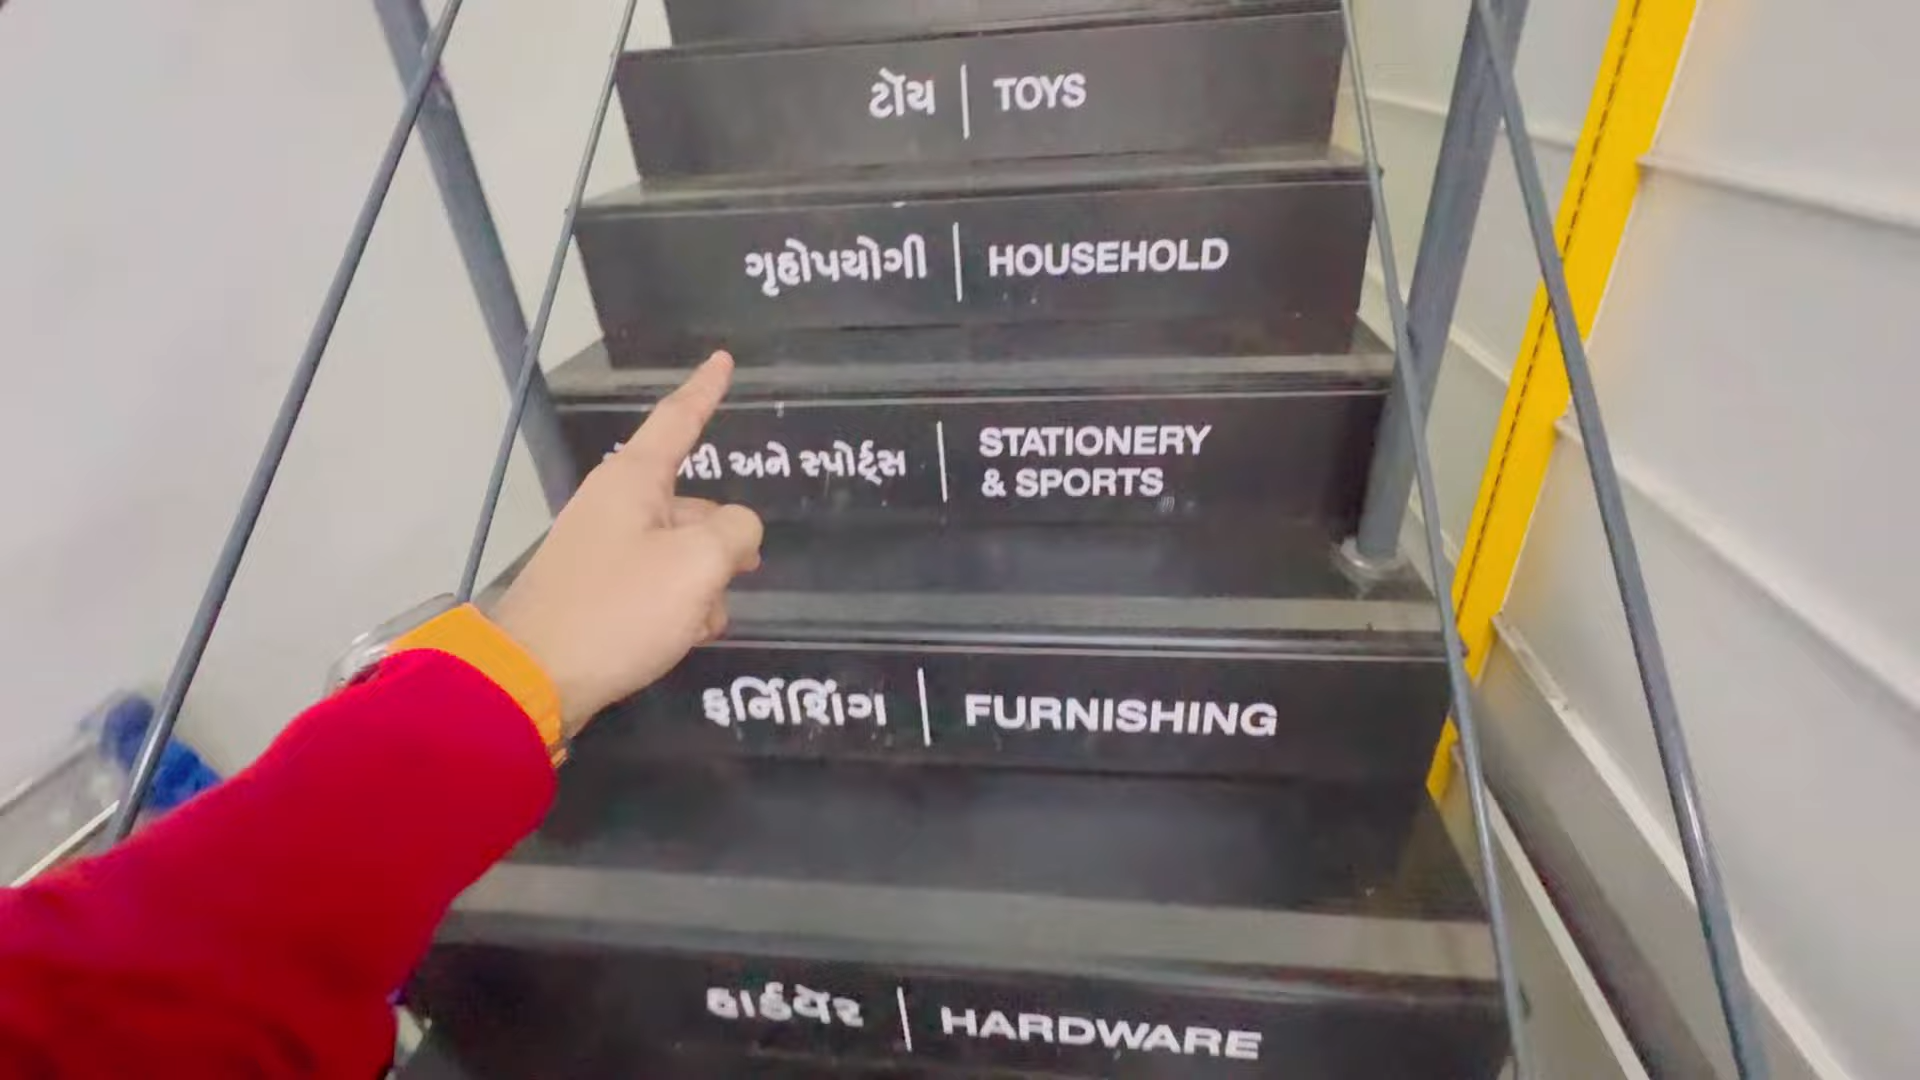 ટૉય | TOYS
ગૃહોપયોગી | HOUSEHOLD
અને સ્પોર્ટ્સ | STATIONERY
& SPORTS
ફર્નિશિંગ | FURNISHING
હાર્ડવૅર | HARDWARE